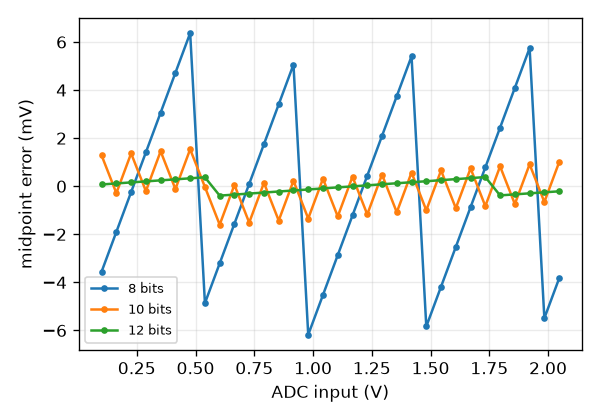 midpoint error (mV)
6
4
2
0
−2
−4
−6
8 bits
10 bits
12 bits
0.25 0.50 0.75 1.00 1.25 1.50 1.75 2.00
ADC input (V)